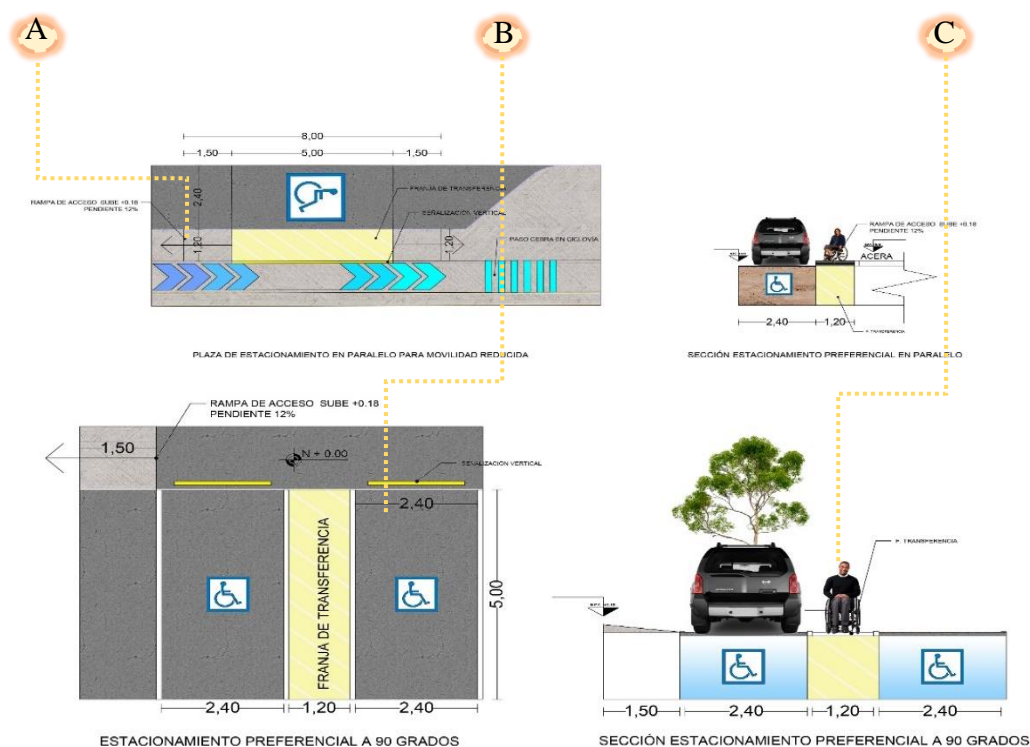 A
B
C
8,00
1,50
5,00
1,50
2,40
FRANJA DE TRANSFERENCIA
RAMPA DE ACCESO SUBE +0.18
PENDIENTE 12%
SEÑALIZACIÓN VERTICAL
1,20
1,20
PASO CEBRA EN CICLOVÍA
PLAZA DE ESTACIONAMIENTO EN PARALELO PARA MOVILIDAD REDUCIDA
RAMPA DE ACCESO SUBE +0.18
PENDIENTE 12%
ACERA
2,40
1,20
F. TRANSFERENCIA
SECCIÓN ESTACIONAMIENTO PREFERENCIAL EN PARALELO
RAMPA DE ACCESO SUBE +0.18
PENDIENTE 12%
1,50
N + 0.00
SEÑALIZACIÓN VERTICAL
2,40
FRANJA DE TRANSFERENCIA
5,00
2,40
1,20
2,40
ESTACIONAMIENTO PREFERENCIAL A 90 GRADOS
F. TRANSFERENCIA
1,50
2,40
1,20
2,40
SECCIÓN ESTACIONAMIENTO PREFERENCIAL A 90 GRADOS